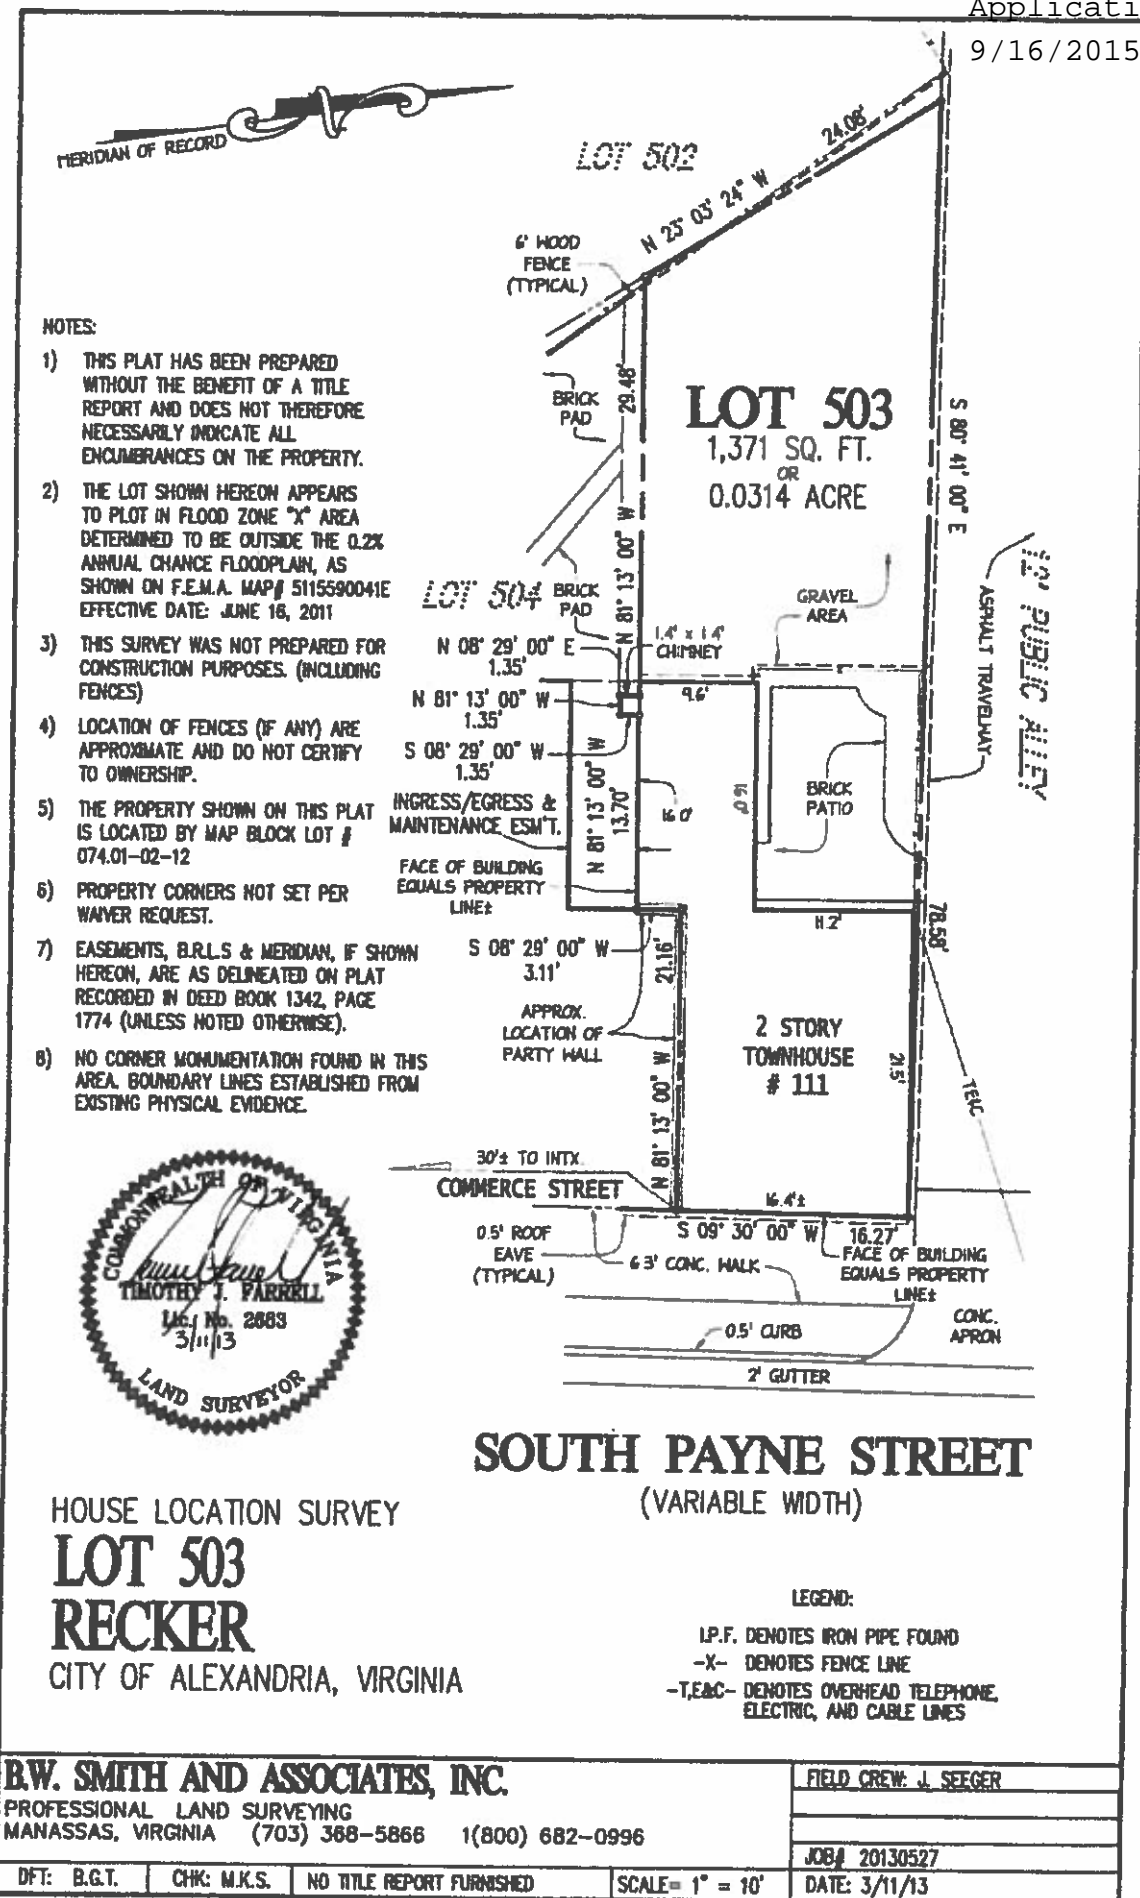 Applicati
9/16/2015
MERIDIAN OF RECORD
N
LOT 502
24.08'
N 23° 03' 24" W
6' WOOD
FENCE
(TYPICAL)
NOTES:
1) THIS PLAT HAS BEEN PREPARED
WITHOUT THE BENEFIT OF A TITLE
REPORT AND DOES NOT THEREFORE
NECESSARILY INDICATE ALL
ENCUMBRANCES ON THE PROPERTY.
2) THE LOT SHOWN HEREON APPEARS
TO PLOT IN FLOOD ZONE "X" AREA
DETERMINED TO BE OUTSIDE THE 0.2%
ANNUAL CHANCE FLOODPLAIN, AS
SHOWN ON F.E.M.A. MAP# 5115590041E
EFFECTIVE DATE: JUNE 16, 2011
3) THIS SURVEY WAS NOT PREPARED FOR
CONSTRUCTION PURPOSES. (INCLUDING
FENCES)
4) LOCATION OF FENCES (IF ANY) ARE
APPROXIMATE AND DO NOT CERTIFY
TO OWNERSHIP.
5) THE PROPERTY SHOWN ON THIS PLAT
IS LOCATED BY MAP BLOCK LOT #
074.01-02-12
6) PROPERTY CORNERS NOT SET PER
WAIVER REQUEST.
7) EASEMENTS, B.R.L.S & MERIDIAN, IF SHOWN
HEREON, ARE AS DELINEATED ON PLAT
RECORDED IN DEED BOOK 1342, PAGE
1774 (UNLESS NOTED OTHERWISE).
8) NO CORNER MONUMENTATION FOUND IN THIS
AREA. BOUNDARY LINES ESTABLISHED FROM
EXISTING PHYSICAL EVIDENCE.
BRICK
PAD
29.48'
N 81° 13' 00" W
LOT 503
1,371 SQ. FT.
OR
0.0314 ACRE
S 80° 41' 00" E
78.58'
12' PUBLIC ALLEY
ASPHALT TRAVELWAY
LOT 504
BRICK
PAD
GRAVEL
AREA
1.4' x 1.4'
CHIMNEY
N 08° 29' 00" E
1.35'
N 81° 13' 00" W
1.35'
S 08° 29' 00" W
1.35'
9.6'
INGRESS/EGRESS &
MAINTENANCE ESM'T.
N 81° 13' 00" W
13.70'
16.0'
16.0'
BRICK
PATIO
FACE OF BUILDING
EQUALS PROPERTY
LINE±
11.2'
S 08° 29' 00" W
3.11'
21.16'
N 81° 13' 00" W
APPROX.
LOCATION OF
PARTY WALL
2 STORY
TOWNHOUSE
# 111
21.5'
TE&C
30'± TO INTX.
COMMERCE STREET
16.4'±
S 09° 30' 00" W
16.27'
0.5' ROOF
EAVE
(TYPICAL)
6.3' CONC. WALK
FACE OF BUILDING
EQUALS PROPERTY
LINE±
CONC.
APRON
0.5' CURB
2' GUTTER
COMMONWEALTH OF VIRGINIA
TIMOTHY J. FARRELL
Lic. No. 2663
3/11/13
LAND SURVEYOR
SOUTH PAYNE STREET
(VARIABLE WIDTH)
HOUSE LOCATION SURVEY
LOT 503
RECKER
CITY OF ALEXANDRIA, VIRGINIA
LEGEND:
I.P.F. DENOTES IRON PIPE FOUND
-X- DENOTES FENCE LINE
-T,E&C- DENOTES OVERHEAD TELEPHONE,
ELECTRIC, AND CABLE LINES
B.W. SMITH AND ASSOCIATES, INC.
PROFESSIONAL LAND SURVEYING
MANASSAS, VIRGINIA (703) 368-5866 1(800) 682-0996
FIELD CREW: J. SEEGER
JOB# 20130527
DFT: B.G.T. CHK: M.K.S. NO TITLE REPORT FURNISHED SCALE= 1" = 10' DATE: 3/11/13